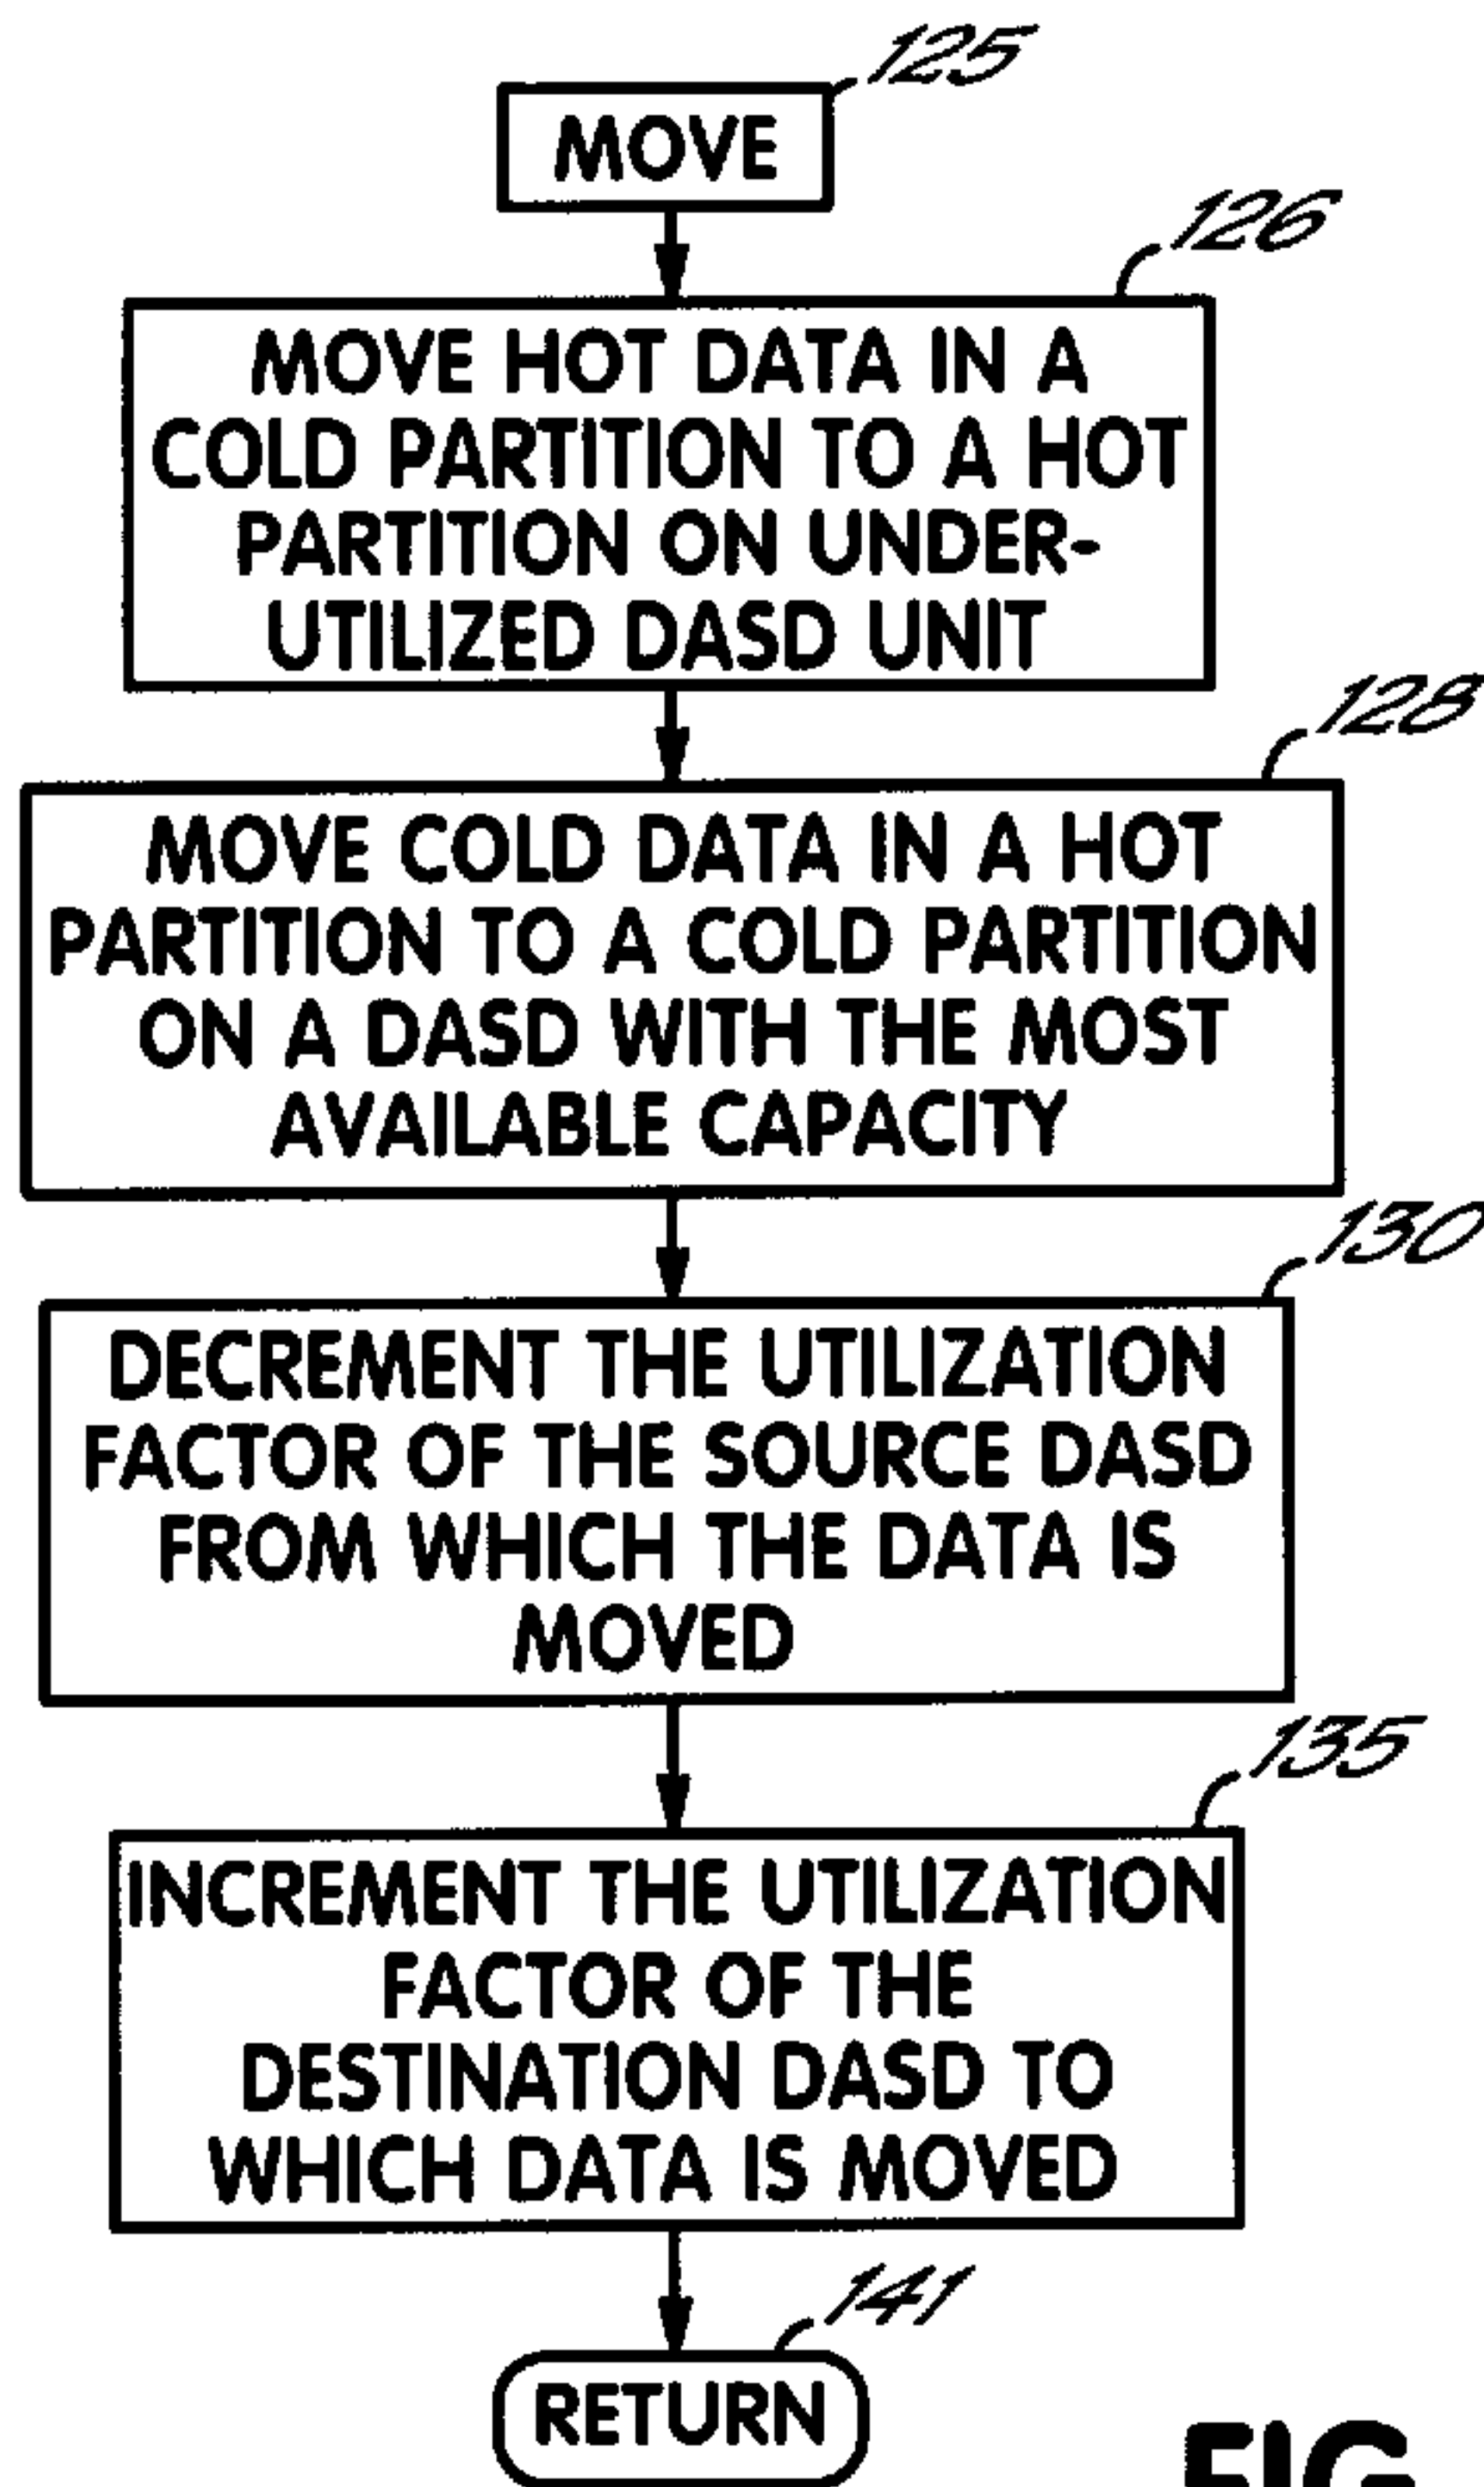 125
MOVE
126
MOVE HOT DATA IN A
COLD PARTITION TO A HOT
PARTITION ON UNDER-
UTILIZED DASD UNIT
128
MOVE COLD DATA IN A HOT
PARTITION TO A COLD PARTITION
ON A DASD WITH THE MOST
AVAILABLE CAPACITY
130
DECREMENT THE UTILIZATION
FACTOR OF THE SOURCE DASD
FROM WHICH THE DATA IS
MOVED
135
INCREMENT THE UTILIZATION
FACTOR OF THE
DESTINATION DASD TO
WHICH DATA IS MOVED
141
RETURN
FIG